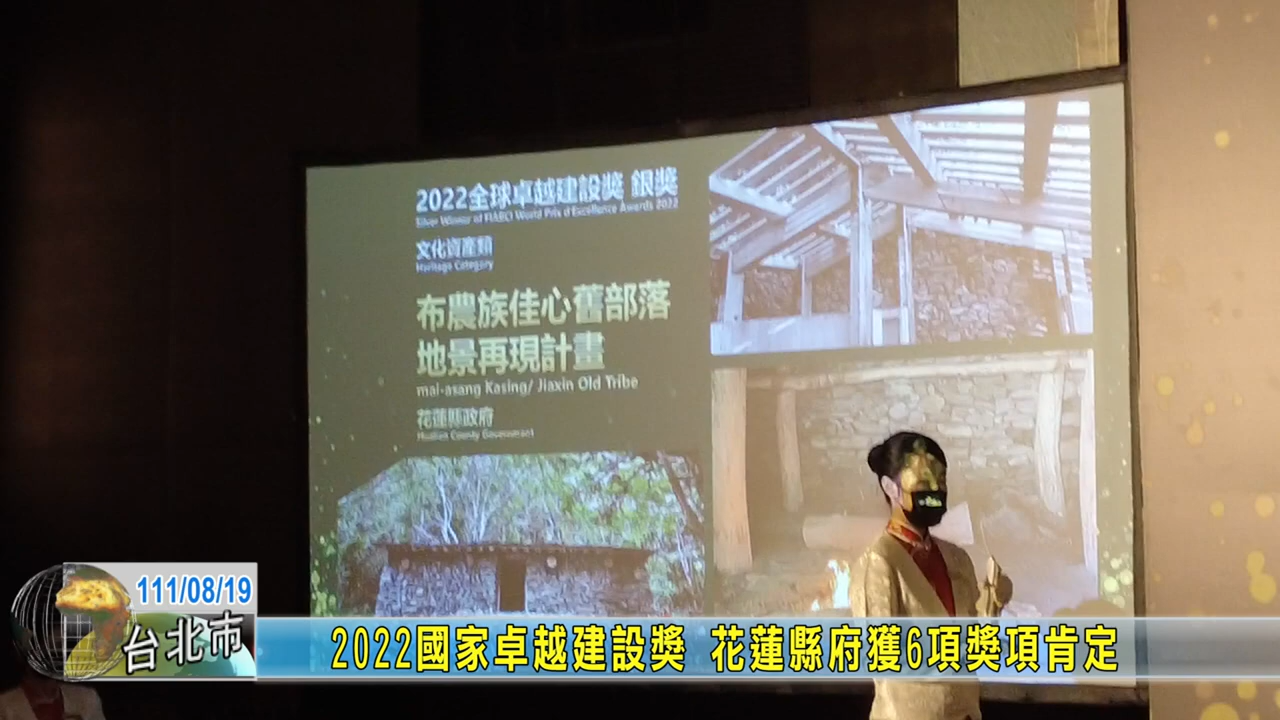 2022全球卓越建設獎 銀獎
Silver Winner of FIABCI World Prix d'Excellence Awards 2022
文化資產類
Heritage Category
布農族佳心舊部落
地景再現計畫
mai-asang Kasing/ Jiaxin Old Tribe
花蓮縣政府
Hualien County Government
111/08/19
台北市
2022國家卓越建設獎 花蓮縣府獲6項獎項肯定